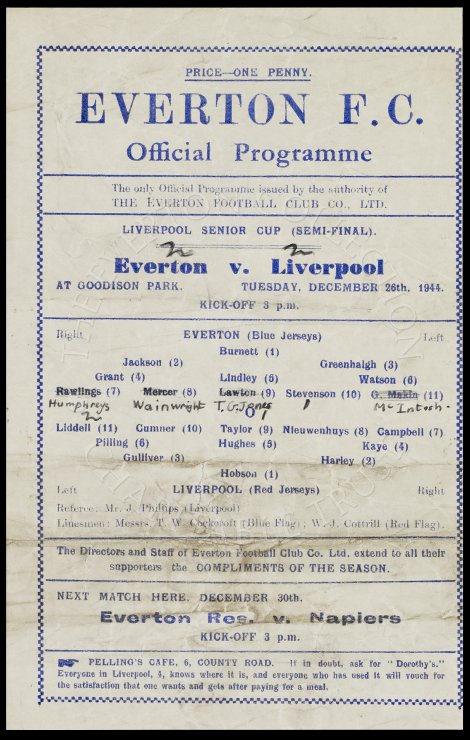 PRICE—ONE PENNY.
EVERTON F.C.
Official Programme
The only Official Programme issued by the authority of
THE EVERTON FOOTBALL CLUB CO., LTD.
LIVERPOOL SENIOR CUP (SEMI-FINAL).
2 2
Everton v. Liverpool
AT GOODISON PARK. TUESDAY, DECEMBER 26th, 1944.
KICK-OFF 3 p.m.
Right EVERTON (Blue Jerseys) Left
Burnett (1)
Jackson (2) Greenhalgh (3)
Grant (4) Lindley (5) Watson (6)
Rawlings (7) Mercer (8) Lawton (9) Stevenson (10) G. Makin (11)
Humphreys Wainwright T.G. Jones 1 McIntosh.
2 1
Liddell (11) Cumner (10) Taylor (9) Nieuwenhuys (8) Campbell (7)
Pilling (6) Hughes (5) Kaye (4)
Gulliver (3) Harley (2)
Hobson (1)
Left LIVERPOOL (Red Jerseys) Right
Referee: Mr. J. Phillips (Liverpool)
Linesmen: Messrs. T. W. Cockcroft (Blue Flag); W. J. Cottrill (Red Flag).
The Directors and Staff of Everton Football Club Co. Ltd. extend to all their
supporters the COMPLIMENTS OF THE SEASON.
NEXT MATCH HERE, DECEMBER 30th.
Everton Res. v. Napiers
KICK-OFF 3 p.m.
PELLING'S CAFE, 6, COUNTY ROAD. If in doubt, ask for "Dorothy's."
Everyone in Liverpool, 4, knows where it is, and everyone who has used it will vouch for
the satisfaction that one wants and gets after paying for a meal.